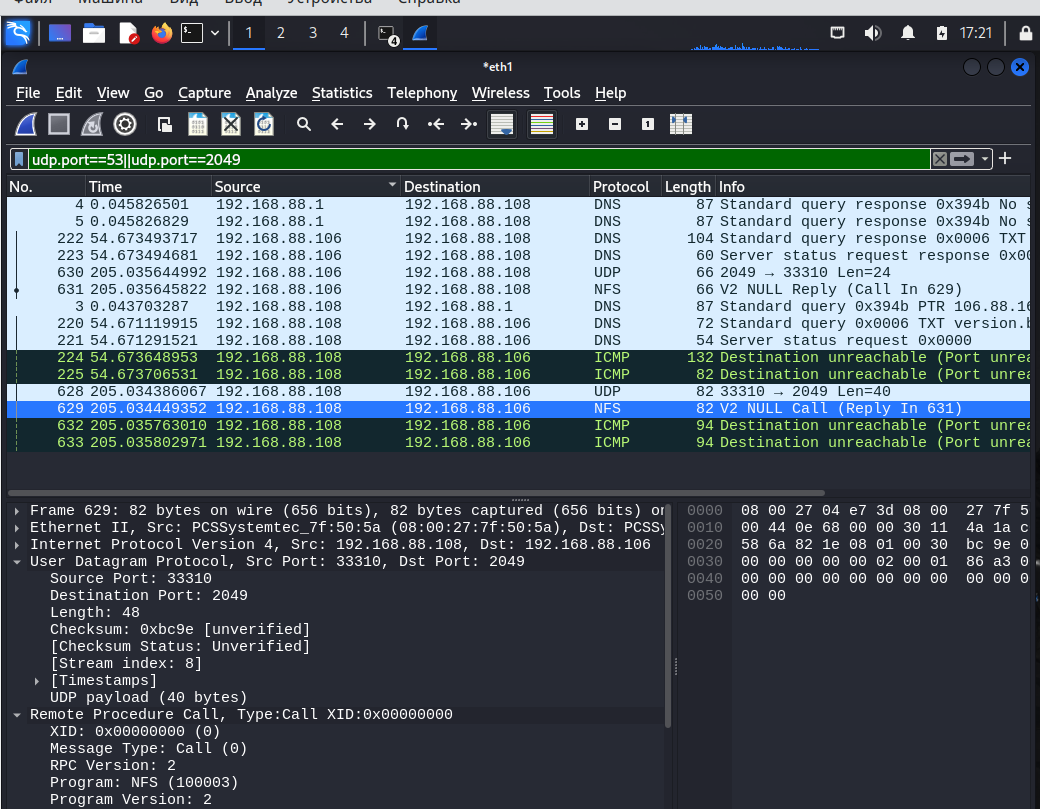 Файл Машина Вид Ввод Устройства Справка
1 2 3 4 4 17:21
*eth1
File Edit View Go Capture Analyze Statistics Telephony Wireless Tools Help
udp.port==53||udp.port==2049
No. Time Source Destination Protocol Length Info
4 0.045826501 192.168.88.1 192.168.88.108 DNS 87 Standard query response 0x394b No s
5 0.045826829 192.168.88.1 192.168.88.108 DNS 87 Standard query response 0x394b No s
222 54.673493717 192.168.88.106 192.168.88.108 DNS 104 Standard query response 0x0006 TXT
223 54.673494681 192.168.88.106 192.168.88.108 DNS 60 Server status request response 0x00
630 205.035644992 192.168.88.106 192.168.88.108 UDP 66 2049 → 33310 Len=24
631 205.035645822 192.168.88.106 192.168.88.108 NFS 66 V2 NULL Reply (Call In 629)
3 0.043703287 192.168.88.108 192.168.88.1 DNS 87 Standard query 0x394b PTR 106.88.16
220 54.671119915 192.168.88.108 192.168.88.106 DNS 72 Standard query 0x0006 TXT version.b
221 54.671291521 192.168.88.108 192.168.88.106 DNS 54 Server status request 0x0000
224 54.673648953 192.168.88.108 192.168.88.106 ICMP 132 Destination unreachable (Port unrea
225 54.673706531 192.168.88.108 192.168.88.106 ICMP 82 Destination unreachable (Port unrea
628 205.034386067 192.168.88.108 192.168.88.106 UDP 82 33310 → 2049 Len=40
629 205.034449352 192.168.88.108 192.168.88.106 NFS 82 V2 NULL Call (Reply In 631)
632 205.035763010 192.168.88.108 192.168.88.106 ICMP 94 Destination unreachable (Port unrea
633 205.035802971 192.168.88.108 192.168.88.106 ICMP 94 Destination unreachable (Port unrea
Frame 629: 82 bytes on wire (656 bits), 82 bytes captured (656 bits) or
Ethernet II, Src: PCSSystemtec_7f:50:5a (08:00:27:7f:50:5a), Dst: PCSSy
Internet Protocol Version 4, Src: 192.168.88.108, Dst: 192.168.88.106
User Datagram Protocol, Src Port: 33310, Dst Port: 2049
Source Port: 33310
Destination Port: 2049
Length: 48
Checksum: 0xbc9e [unverified]
[Checksum Status: Unverified]
[Stream index: 8]
[Timestamps]
UDP payload (40 bytes)
Remote Procedure Call, Type:Call XID:0x00000000
XID: 0x00000000 (0)
Message Type: Call (0)
RPC Version: 2
Program: NFS (100003)
Program Version: 2
0000 08 00 27 04 e7 3d 08 00 27 7f 5
0010 00 44 0e 68 00 00 30 11 4a 1a c
0020 58 6a 82 1e 08 01 00 30 bc 9e 0
0030 00 00 00 00 00 02 00 01 86 a3 0
0040 00 00 00 00 00 00 00 00 00 00 0
0050 00 00